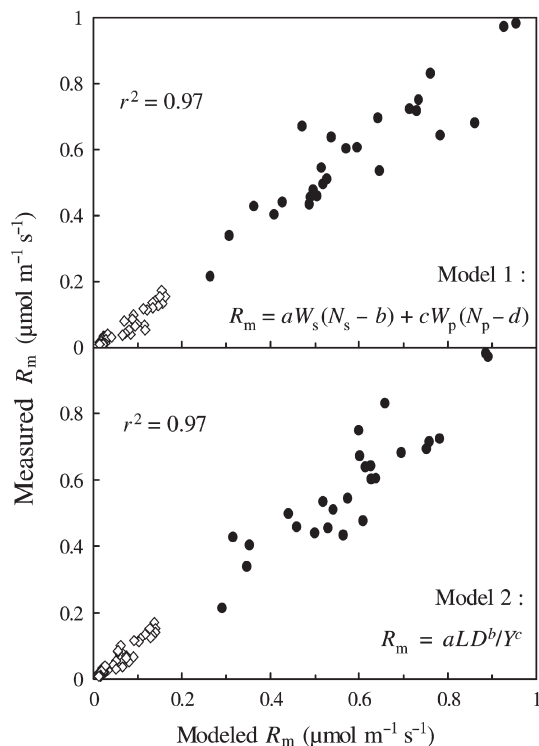 1
0.8
0.6
0.4
0.2
0
r² = 0.97
Model 1 :
Rₘ = aWₛ(Nₛ − b) + cWₚ(Nₚ − d)
Measured Rₘ (µmol m⁻¹ s⁻¹)
0.8
0.6
0.4
0.2
0
r² = 0.97
Model 2 :
Rₘ = aLDᵇ/Yᶜ
0 0.2 0.4 0.6 0.8 1
Modeled Rₘ (µmol m⁻¹ s⁻¹)